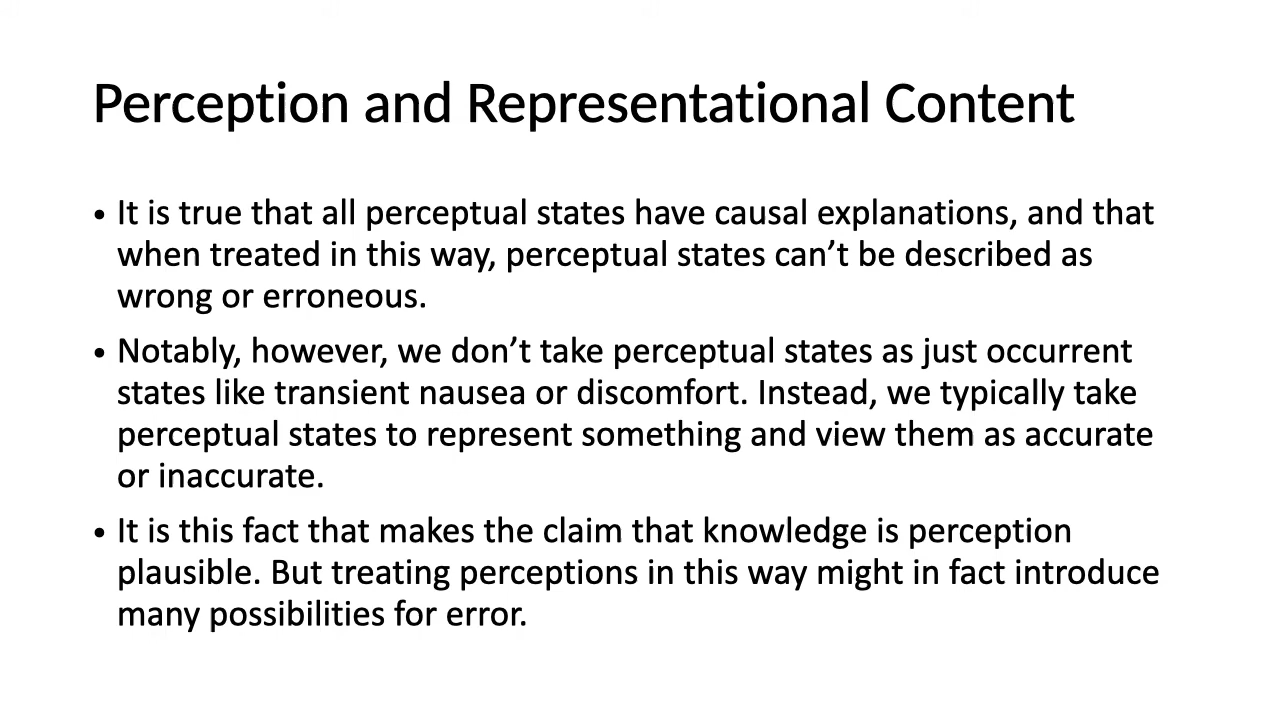 Perception and Representational Content
• It is true that all perceptual states have causal explanations, and that
when treated in this way, perceptual states can’t be described as
wrong or erroneous.
• Notably, however, we don’t take perceptual states as just occurrent
states like transient nausea or discomfort. Instead, we typically take
perceptual states to represent something and view them as accurate
or inaccurate.
• It is this fact that makes the claim that knowledge is perception
plausible. But treating perceptions in this way might in fact introduce
many possibilities for error.